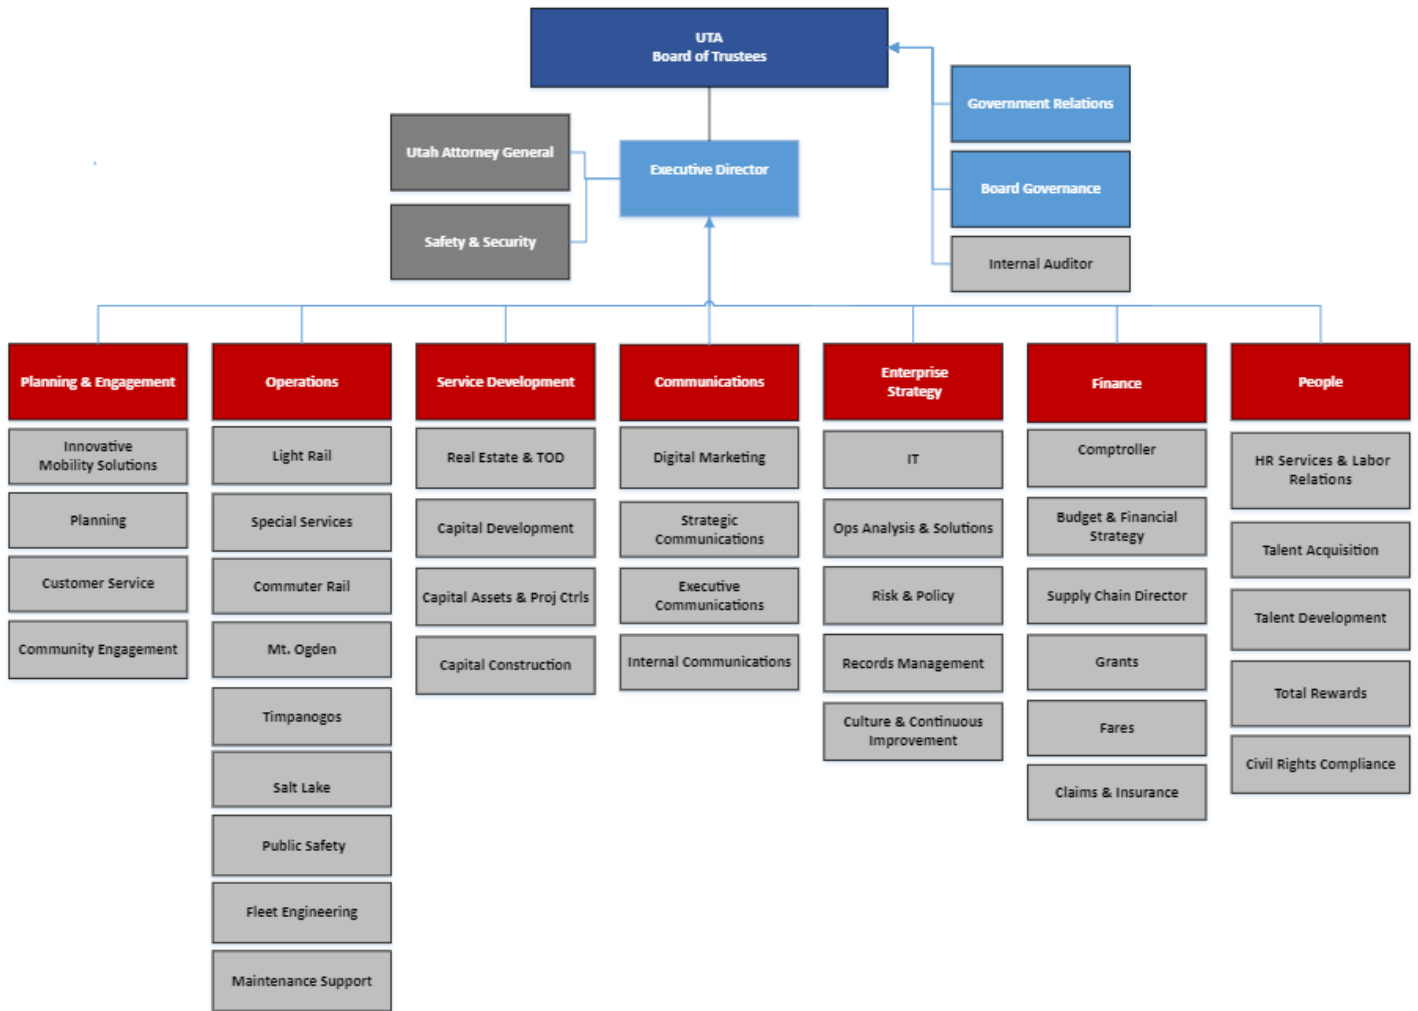 UTA
Board of Trustees
Government Relations
Utah Attorney General
Executive Director
Board Governance
Safety & Security
Internal Auditor
Planning & Engagement
Innovative
Mobility Solutions
Planning
Customer Service
Community Engagement
Operations
Light Rail
Special Services
Commuter Rail
Mt. Ogden
Timpanogos
Salt Lake
Public Safety
Fleet Engineering
Maintenance Support
Service Development
Real Estate & TOD
Capital Development
Capital Assets & Proj Ctrls
Capital Construction
Communications
Digital Marketing
Strategic
Communications
Executive
Communications
Internal Communications
Enterprise
Strategy
IT
Ops Analysis & Solutions
Risk & Policy
Records Management
Culture & Continuous
Improvement
Finance
Comptroller
Budget & Financial
Strategy
Supply Chain Director
Grants
Fares
Claims & Insurance
People
HR Services & Labor
Relations
Talent Acquisition
Talent Development
Total Rewards
Civil Rights Compliance